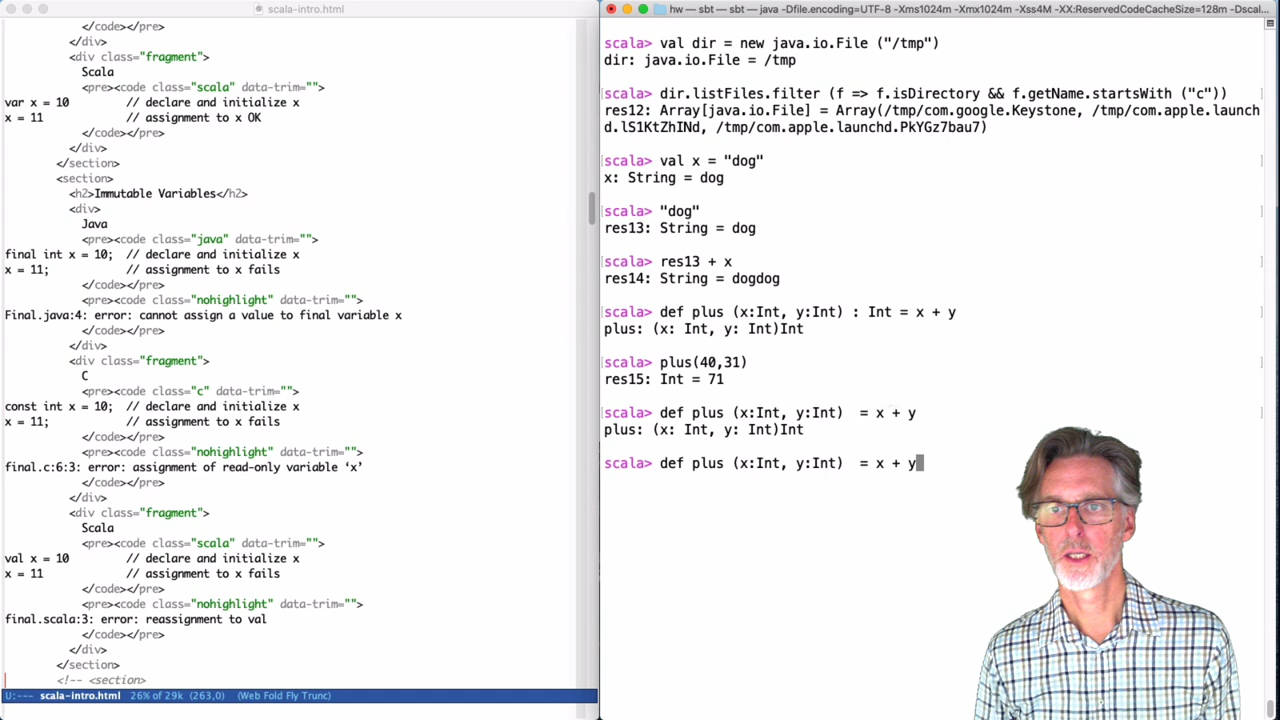 scala-intro.html
</code></pre>
</div>
<div class="fragment">
Scala
<pre><code class="scala" data-trim="">
var x = 10 // declare and initialize x
x = 11 // assignment to x OK
</code></pre>
</div>
</section>
<section>
<h2>Immutable Variables</h2>
<div>
Java
<pre><code class="java" data-trim="">
final int x = 10; // declare and initialize x
x = 11; // assignment to x fails
</code></pre>
<pre><code class="nohighlight" data-trim="">
Final.java:4: error: cannot assign a value to final variable x
</code></pre>
</div>
<div class="fragment">
C
<pre><code class="c" data-trim="">
const int x = 10; // declare and initialize x
x = 11; // assignment to x fails
</code></pre>
<pre><code class="nohighlight" data-trim="">
final.c:6:3: error: assignment of read-only variable ‘x’
</code></pre>
</div>
<div class="fragment">
Scala
<pre><code class="scala" data-trim="">
val x = 10 // declare and initialize x
x = 11 // assignment to x fails
</code></pre>
<pre><code class="nohighlight" data-trim="">
final.scala:3: error: reassignment to val
</code></pre>
</div>
</section>
<!-- <section>
U:--- scala-intro.html 26% of 29k (263,0) (Web Fold Fly Trunc)
hw — sbt — sbt — java -Dfile.encoding=UTF-8 -Xms1024m -Xmx1024m -Xss4M -XX:ReservedCodeCacheSize=128m -Dscal...
scala> val dir = new java.io.File ("/tmp")
dir: java.io.File = /tmp
scala> dir.listFiles.filter (f => f.isDirectory && f.getName.startsWith ("c"))
res12: Array[java.io.File] = Array(/tmp/com.google.Keystone, /tmp/com.apple.launch
d.lS1KtZhINd, /tmp/com.apple.launchd.PkYGz7bau7)
scala> val x = "dog"
x: String = dog
scala> "dog"
res13: String = dog
scala> res13 + x
res14: String = dogdog
scala> def plus (x:Int, y:Int) : Int = x + y
plus: (x: Int, y: Int)Int
scala> plus(40,31)
res15: Int = 71
scala> def plus (x:Int, y:Int)  = x + y
plus: (x: Int, y: Int)Int
scala> def plus (x:Int, y:Int)  = x + y